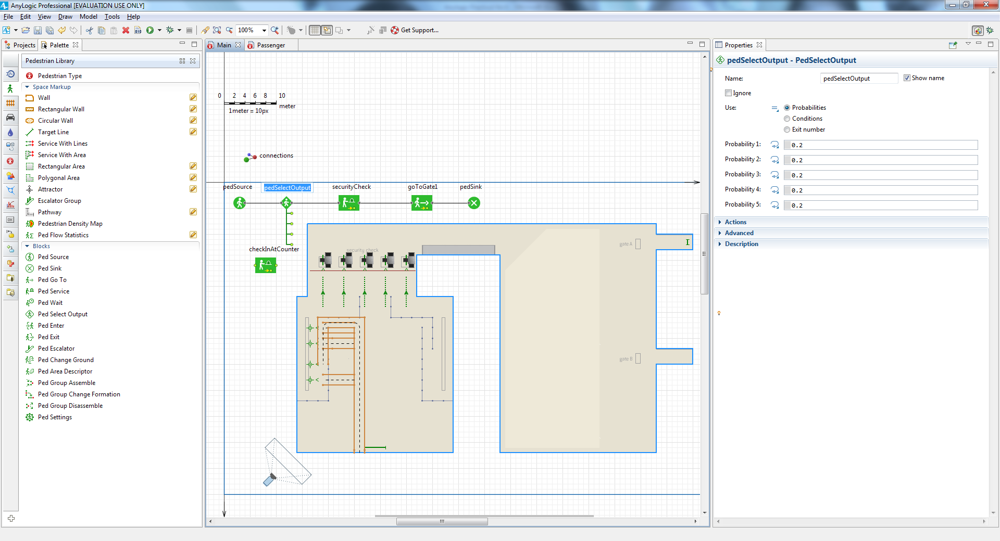 AnyLogic Professional [EVALUATION USE ONLY]
File Edit View Draw Model Tools Help
100% Get Support...
Projects Palette
Main Passenger
Properties
Pedestrian Library
Pedestrian Type
Space Markup
Wall
Rectangular Wall
Circular Wall
Target Line
Service With Lines
Service With Area
Rectangular Area
Polygonal Area
Attractor
Escalator Group
Pathway
Pedestrian Density Map
Ped Flow Statistics
Blocks
Ped Source
Ped Sink
Ped Go To
Ped Service
Ped Wait
Ped Select Output
Ped Enter
Ped Exit
Ped Escalator
Ped Change Ground
Ped Area Descriptor
Ped Group Assemble
Ped Group Change Formation
Ped Group Disassemble
Ped Settings
0 2 4 6 8 10
meter
1meter = 10px
connections
pedSource pedSelectOutput securityCheck goToGate1 pedSink
checkInAtCounter
security check
gate A
gate B
pedSelectOutput - PedSelectOutput
Name: pedSelectOutput Show name
Ignore
Use: Probabilities
Conditions
Exit number
Probability 1: 0.2
Probability 2: 0.2
Probability 3: 0.2
Probability 4: 0.2
Probability 5: 0.2
Actions
Advanced
Description